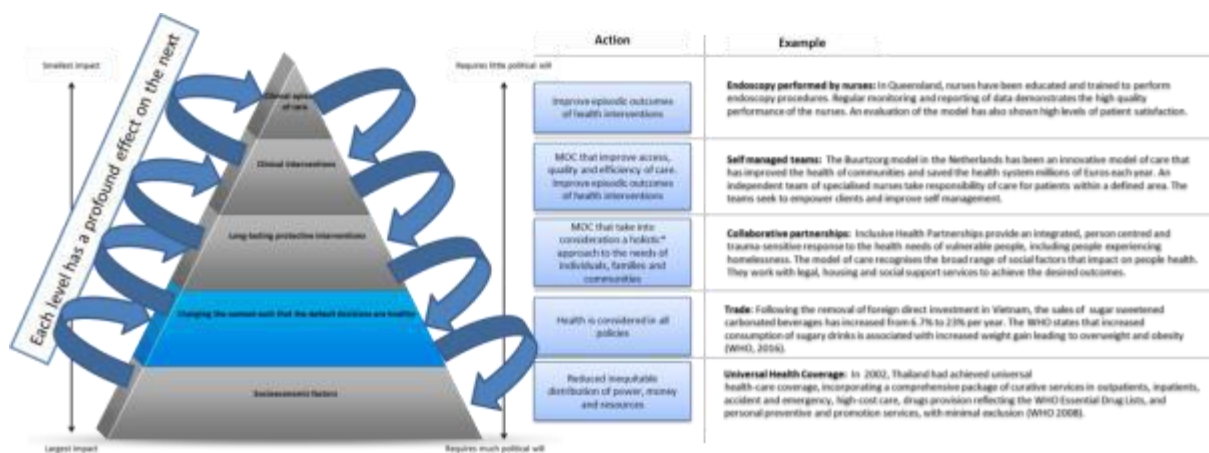 Each level has a profound effect on the next
Smallest impact
Largest impact
Requires little political will
Requires much political will
Clinical interventions
Long-lasting protective interventions
Changing the context such that the default decisions are healthy
Socioeconomic factors
Action
Example
Improve episodic outcomes
of health interventions
Endoscopy performed by nurses: In Queensland, nurses have been educated and trained to perform
endoscopy procedures. Regular monitoring and reporting of data demonstrates the high quality
performance of the nurses. An evaluation of the model has also shown high levels of patient satisfaction.
MOC that improve access,
quality and efficiency of care.
Improve episodic outcomes
of health interventions
Self managed teams: The Buurtzorg model in the Netherlands has been an innovative model of care that
has improved the health of communities and saved the health system millions of Euros each year. An
independent team of specialised nurses take responsibility of care for patients within a defined area. The
teams seek to empower clients and improve self management.
MOC that take into
consideration a holistic*
approach to the needs of
individuals, families and
communities
Collaborative partnerships: Inclusive Health Partnerships provide an integrated, person centred and
trauma-sensitive response to the health needs of vulnerable people, including people experiencing
homelessness. The model of care recognises the broad range of social factors that impact on people health.
They work with legal, housing and social support services to achieve the desired outcomes.
Health is considered in all
policies
Trade: Following the removal of foreign direct investment in Vietnam, the sales of sugar sweetened
carbonated beverages has increased from 6.7% to 23% per year. The WHO states that increased
consumption of sugary drinks is associated with increased weight gain leading to overweight and obesity
(WHO, 2016).
Reduced inequitable
distribution of power, money
and resources
Universal Health Coverage: In 2002, Thailand had achieved universal
health-care coverage, incorporating a comprehensive package of curative services in outpatients, inpatients,
accident and emergency, high-cost care, drugs provision reflecting the WHO Essential Drug Lists, and
personal preventive and promotion services, with minimal exclusion (WHO 2008).